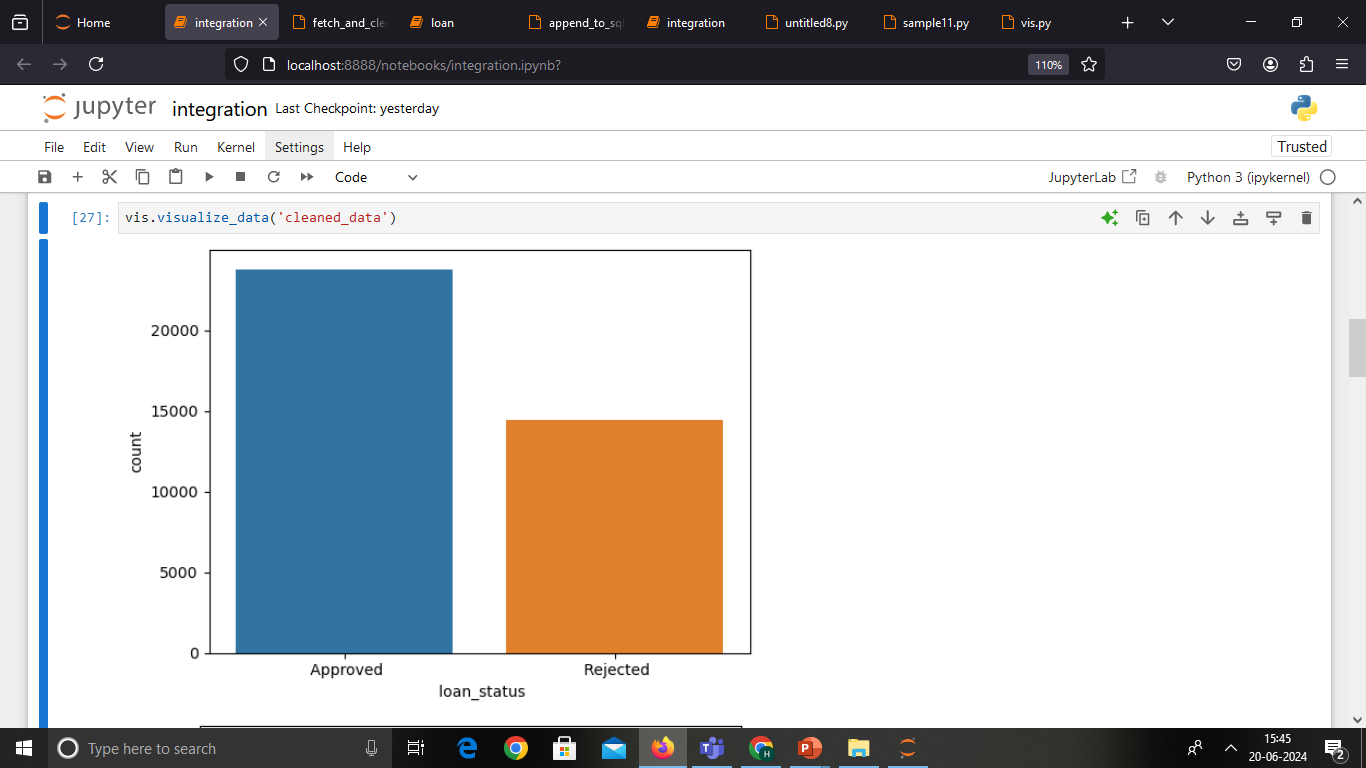 Home
integration
fetch_and_cle
loan
append_to_sq
integration
untitled8.py
sample11.py
vis.py
localhost:8888/notebooks/integration.ipynb?
110%
jupyter integration Last Checkpoint: yesterday
File Edit View Run Kernel Settings Help
Trusted
Code
JupyterLab
Python 3 (ipykernel)
[27]: vis.visualize_data('cleaned_data')
20000
15000
10000
5000
0
count
Approved Rejected
loan_status
Type here to search
15:45
20-06-2024
2